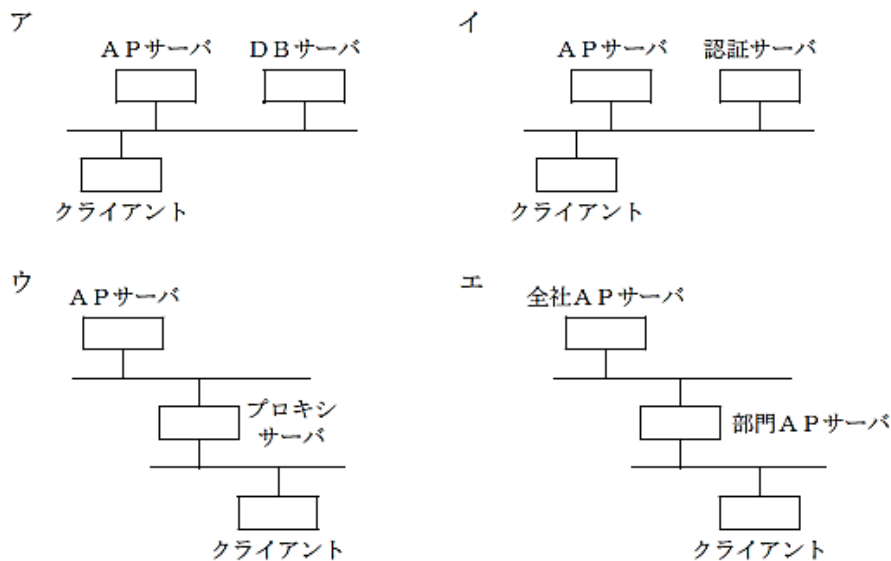 ア
APサーバ
DBサーバ
クライアント
イ
APサーバ
認証サーバ
クライアント
ウ
APサーバ
プロキシ
サーバ
クライアント
エ
全社APサーバ
部門APサーバ
クライアント